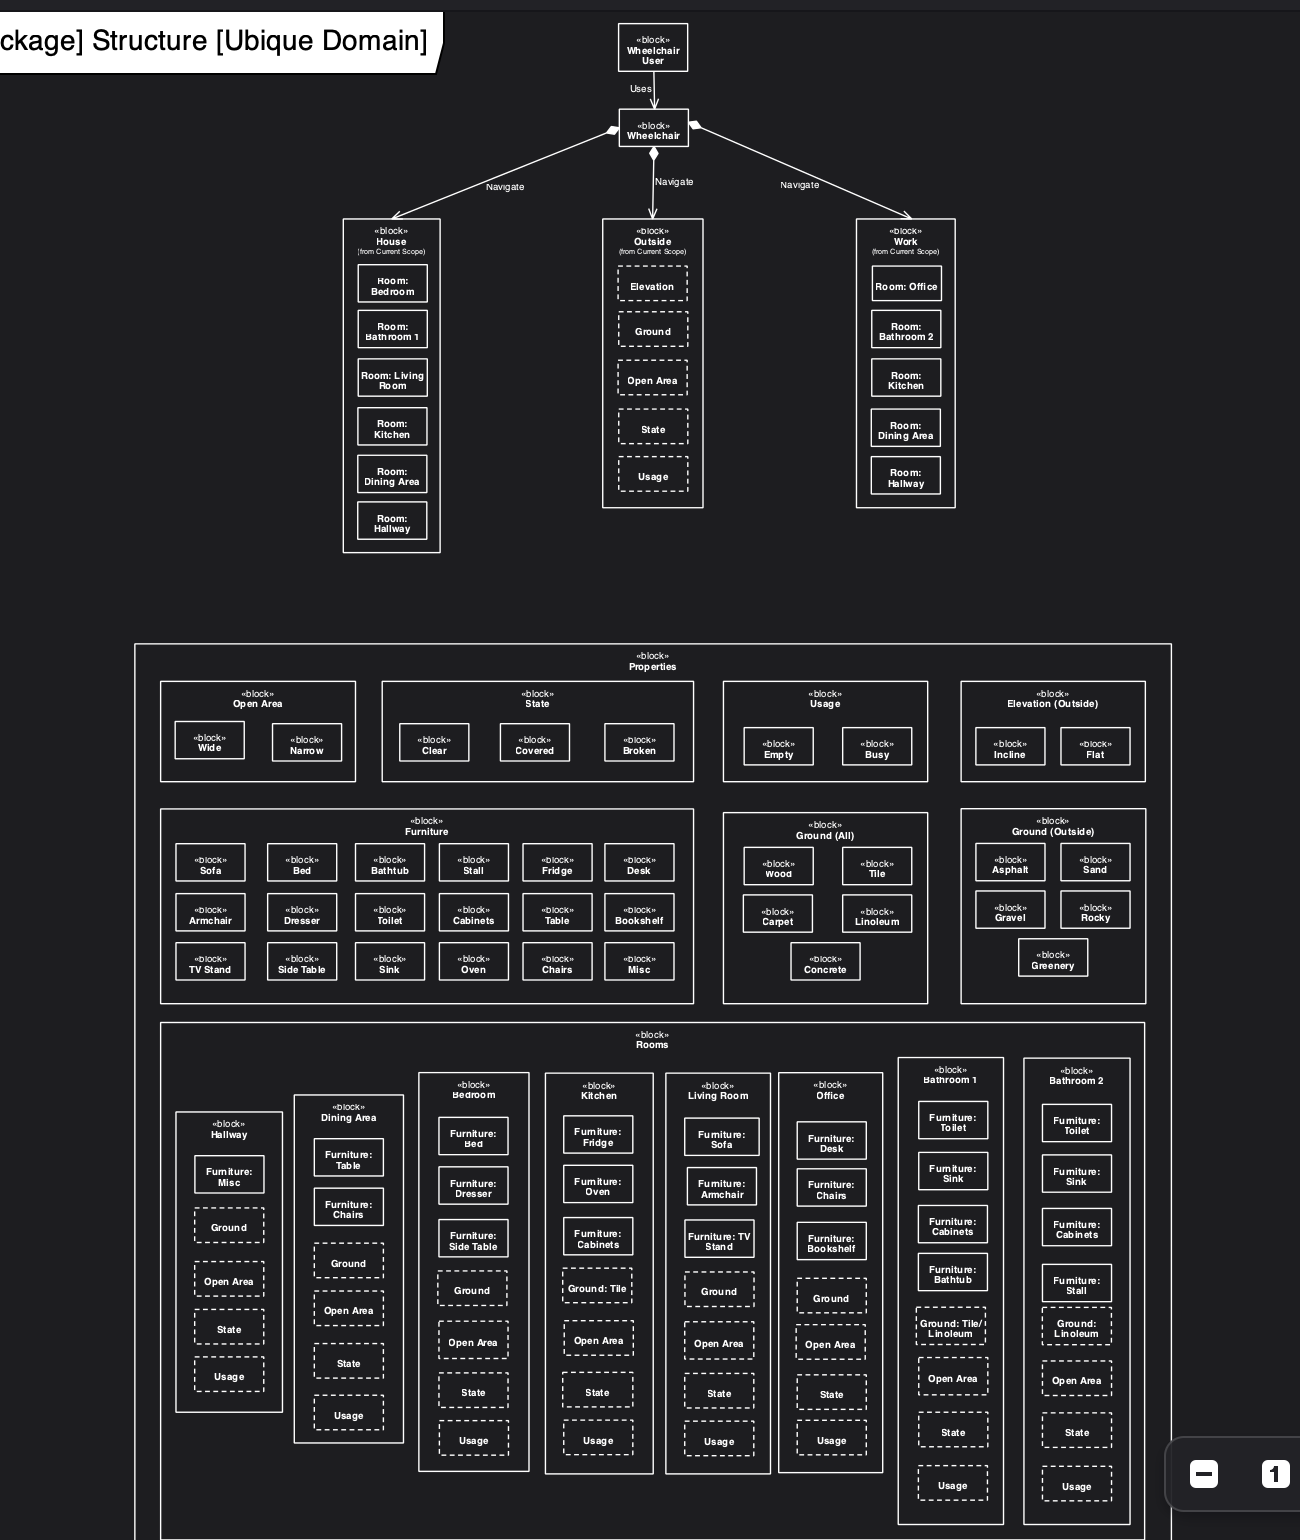 ckage] Structure [Ubique Domain]
«block»
Wheelchair
User
Uses
«block»
Wheelchair
Navigate
Navigate
Navigate
«block»
House
(from Current Scope)
Room:
Bedroom
Room:
Bathroom 1
Room: Living
Room
Room:
Kitchen
Room:
Dining Area
Room:
Hallway
«block»
Outside
(from Current Scope)
Elevation
Ground
Open Area
State
Usage
«block»
Work
(from Current Scope)
Room: Office
Room:
Bathroom 2
Room:
Kitchen
Room:
Dining Area
Room:
Hallway
«block»
Properties
«block»
Open Area
«block»
Wide
«block»
Narrow
«block»
State
«block»
Clear
«block»
Covered
«block»
Broken
«block»
Usage
«block»
Empty
«block»
Busy
«block»
Elevation (Outside)
«block»
Incline
«block»
Flat
«block»
Furniture
«block»
Sofa
«block»
Bed
«block»
Bathtub
«block»
Stall
«block»
Fridge
«block»
Desk
«block»
Armchair
«block»
Dresser
«block»
Toilet
«block»
Cabinets
«block»
Table
«block»
Bookshelf
«block»
TV Stand
«block»
Side Table
«block»
Sink
«block»
Oven
«block»
Chairs
«block»
Misc
«block»
Ground (All)
«block»
Wood
«block»
Tile
«block»
Carpet
«block»
Linoleum
«block»
Concrete
«block»
Ground (Outside)
«block»
Asphalt
«block»
Sand
«block»
Gravel
«block»
Rocky
«block»
Greenery
«block»
Rooms
«block»
Hallway
Furniture:
Misc
Ground
Open Area
State
Usage
«block»
Dining Area
Furniture:
Table
Furniture:
Chairs
Ground
Open Area
State
Usage
«block»
Bedroom
Furniture:
Bed
Furniture:
Dresser
Furniture:
Side Table
Ground
Open Area
State
Usage
«block»
Kitchen
Furniture:
Fridge
Furniture:
Oven
Furniture:
Cabinets
Ground: Tile
Open Area
State
Usage
«block»
Living Room
Furniture:
Sofa
Furniture:
Armchair
Furniture: TV
Stand
Ground
Open Area
State
Usage
«block»
Office
Furniture:
Desk
Furniture:
Chairs
Furniture:
Bookshelf
Ground
Open Area
State
Usage
«block»
Bathroom 1
Furniture:
Toilet
Furniture:
Sink
Furniture:
Cabinets
Furniture:
Bathtub
Ground: Tile/
Linoleum
Open Area
State
Usage
«block»
Bathroom 2
Furniture:
Toilet
Furniture:
Sink
Furniture:
Cabinets
Furniture:
Stall
Ground:
Linoleum
Open Area
State
Usage
1